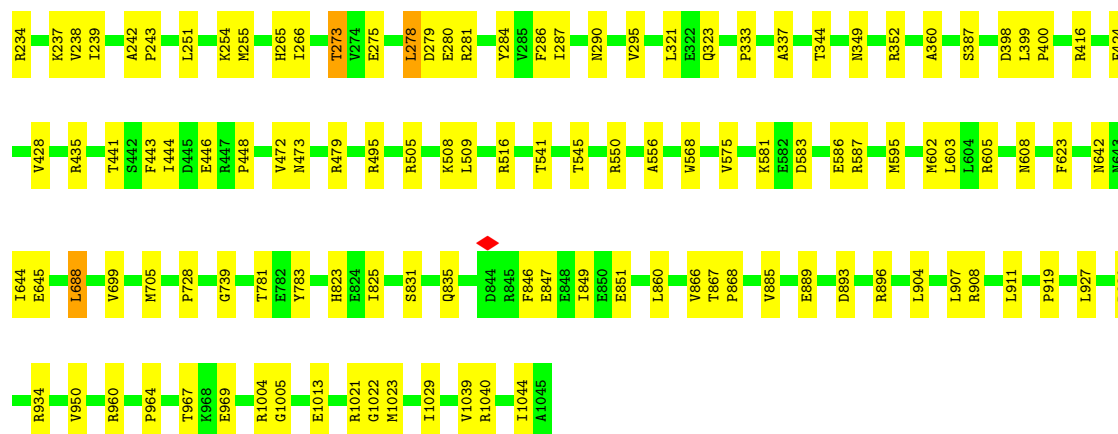 R234 K237 V238 I239 A242 P243 L251 K254 M255 H265 I266 T273 V274 E275 L278 D279 E280 R281 Y284 V285 F286 I287 N290 V295 L321 E322 Q323 P333 A337 T344 N349 R352 A360 S387 D398 L399 P400 R416
V428 R435 T441 S442 F443 I444 D445 E446 R447 P448 V472 N473 R479 R495 R505 K508 L509 R516 T541 T545 R550 A556 W568 V575 K581 E582 D583 E586 R587 M595 M602 L603 L604 R605 N608 F623 N642 N643
I644 E645 L688 V699 M705 P728 G739 T781 E782 Y783 H823 E824 I825 S831 Q835 D844 R845 F846 E847 E848 I849 E850 E851 L860 V866 T867 P868 V885 E889 D893 R896 L904 L907 R908 L911 P919 L927
R934 V950 R960 P964 T967 K968 E969 R1004 G1005 E1013 R1021 G1022 M1023 I1029 V1039 R1040 I1044 A1045